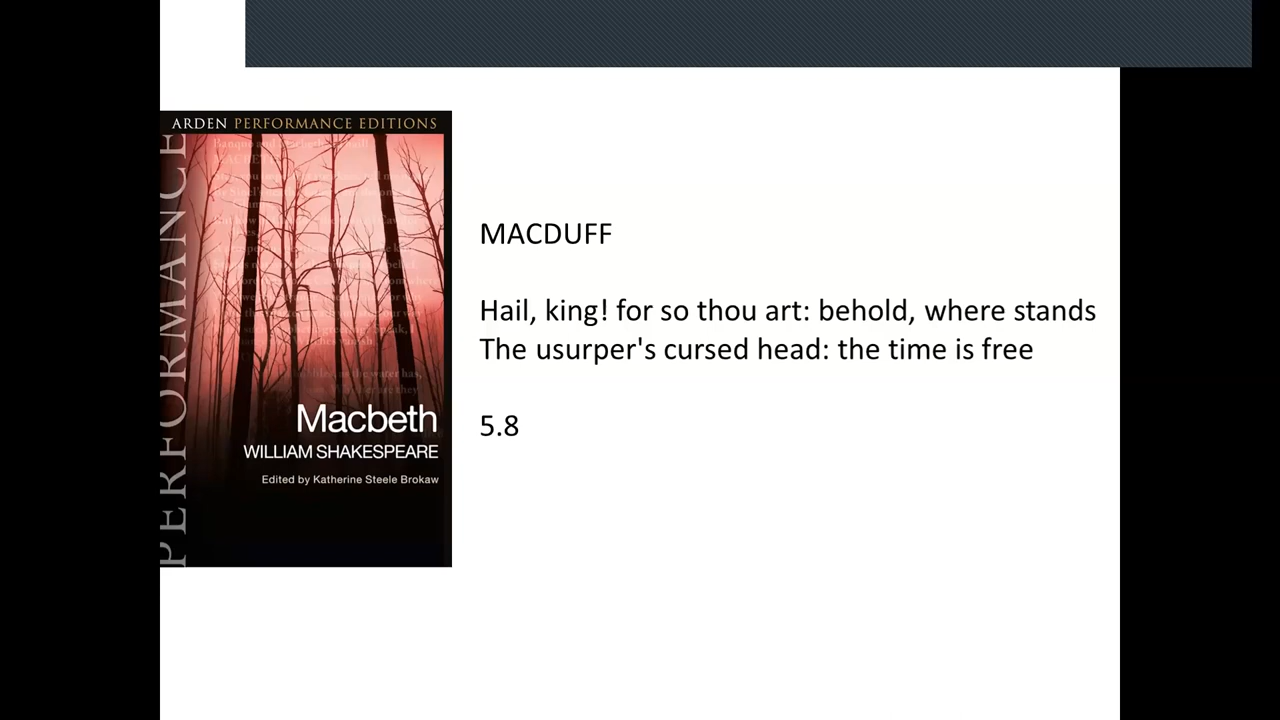 ARDEN PERFORMANCE EDITIONS
PERFORMANCE
Macbeth
WILLIAM SHAKESPEARE
Edited by Katherine Steele Brokaw
MACDUFF
Hail, king! for so thou art: behold, where stands
The usurper's cursed head: the time is free
5.8